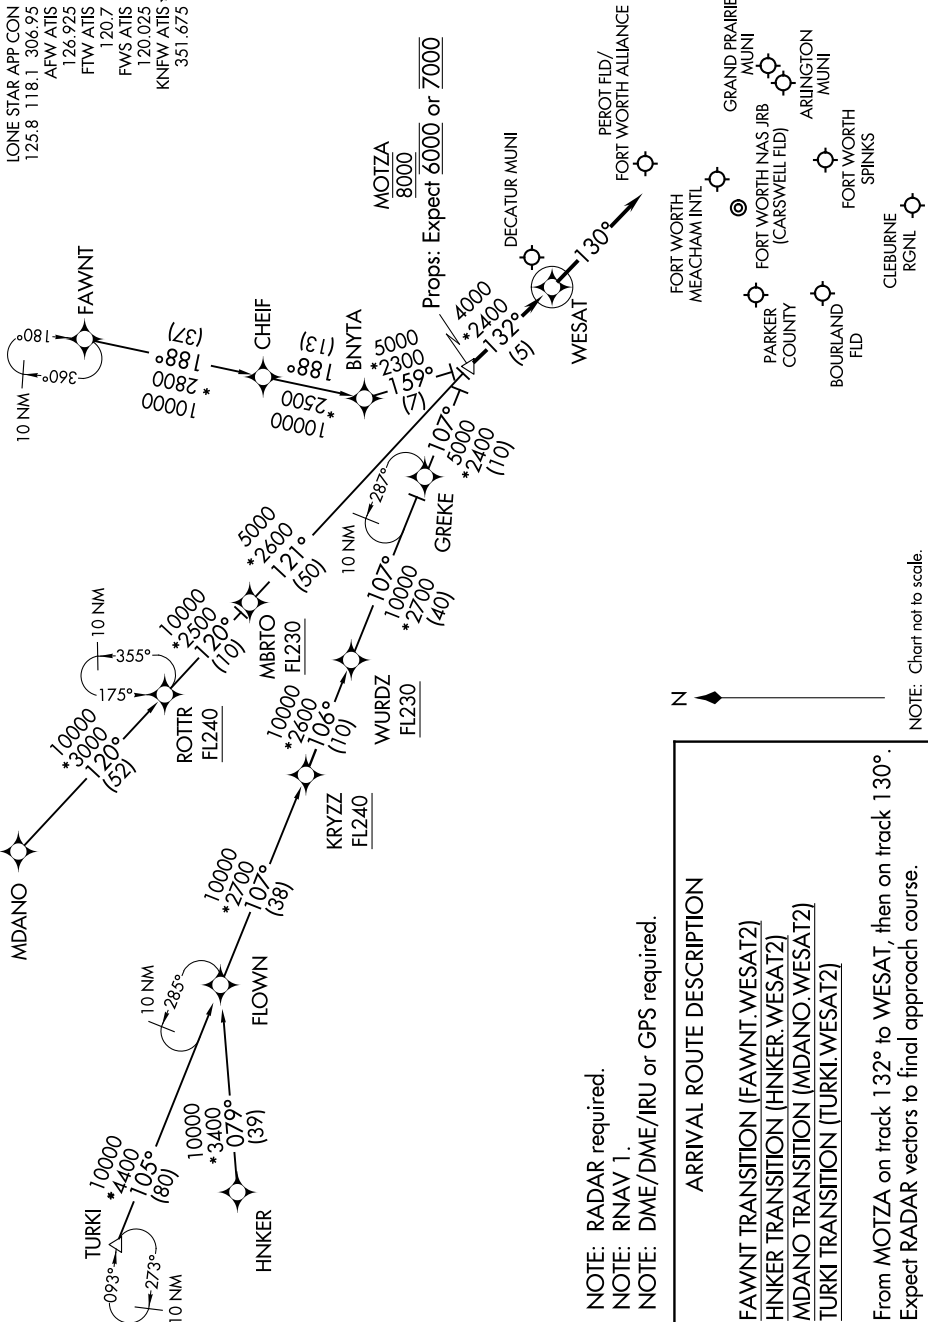 LONE STAR APP CON
125.8 118.1 306.95
AFW ATIS
126.925
FTW ATIS
120.7
FWS ATIS
120.025
KNFW ATIS
351.675
FAWNT
180°
360°
10 NM
10000
*2800
188°
(37)
CHEIF
10000
*2500
188°
(13)
BNYTA
5000
*2300
159°
(7)
MOTZA
8000
Props: Expect 6000 or 7000
4000
*2400
132°
(5)
DECATUR MUNI
WESAT
130°
PEROT FLD/
FORT WORTH ALLIANCE
GRAND PRAIRIE
MUNI
ARLINGTON
MUNI
FORT WORTH
MEACHAM INTL
FORT WORTH NAS JRB
(CARSWELL FLD)
FORT WORTH
SPINKS
PARKER
COUNTY
BOURLAND
FLD
CLEBURNE
RGNL
MDANO
10000
*3000
120°
(52)
ROTTR
FL240
175°
355°
10 NM
10000
*2500
120°
(10)
MBRTO
FL230
5000
*2600
121°
(50)
GREKE
287°
10 NM
107°
5000
*2400
(10)
107°
10000
*2700
(40)
WURDZ
FL230
10000
*2600
106°
(10)
KRYZZ
FL240
10000
*2700
107°
(38)
FLOWN
285°
10 NM
TURKI
093°
273°
10 NM
10000
*4400
105°
(80)
HNKER
10000
*3400
079°
(39)
N
NOTE: Chart not to scale.
NOTE: RADAR required.
NOTE: RNAV 1.
NOTE: DME/DME/IRU or GPS required.
ARRIVAL ROUTE DESCRIPTION
FAWNT TRANSITION (FAWNT.WESAT2)
HNKER TRANSITION (HNKER.WESAT2)
MDANO TRANSITION (MDANO.WESAT2)
TURKI TRANSITION (TURKI.WESAT2)
From MOTZA on track 132° to WESAT, then on track 130°.
Expect RADAR vectors to final approach course.